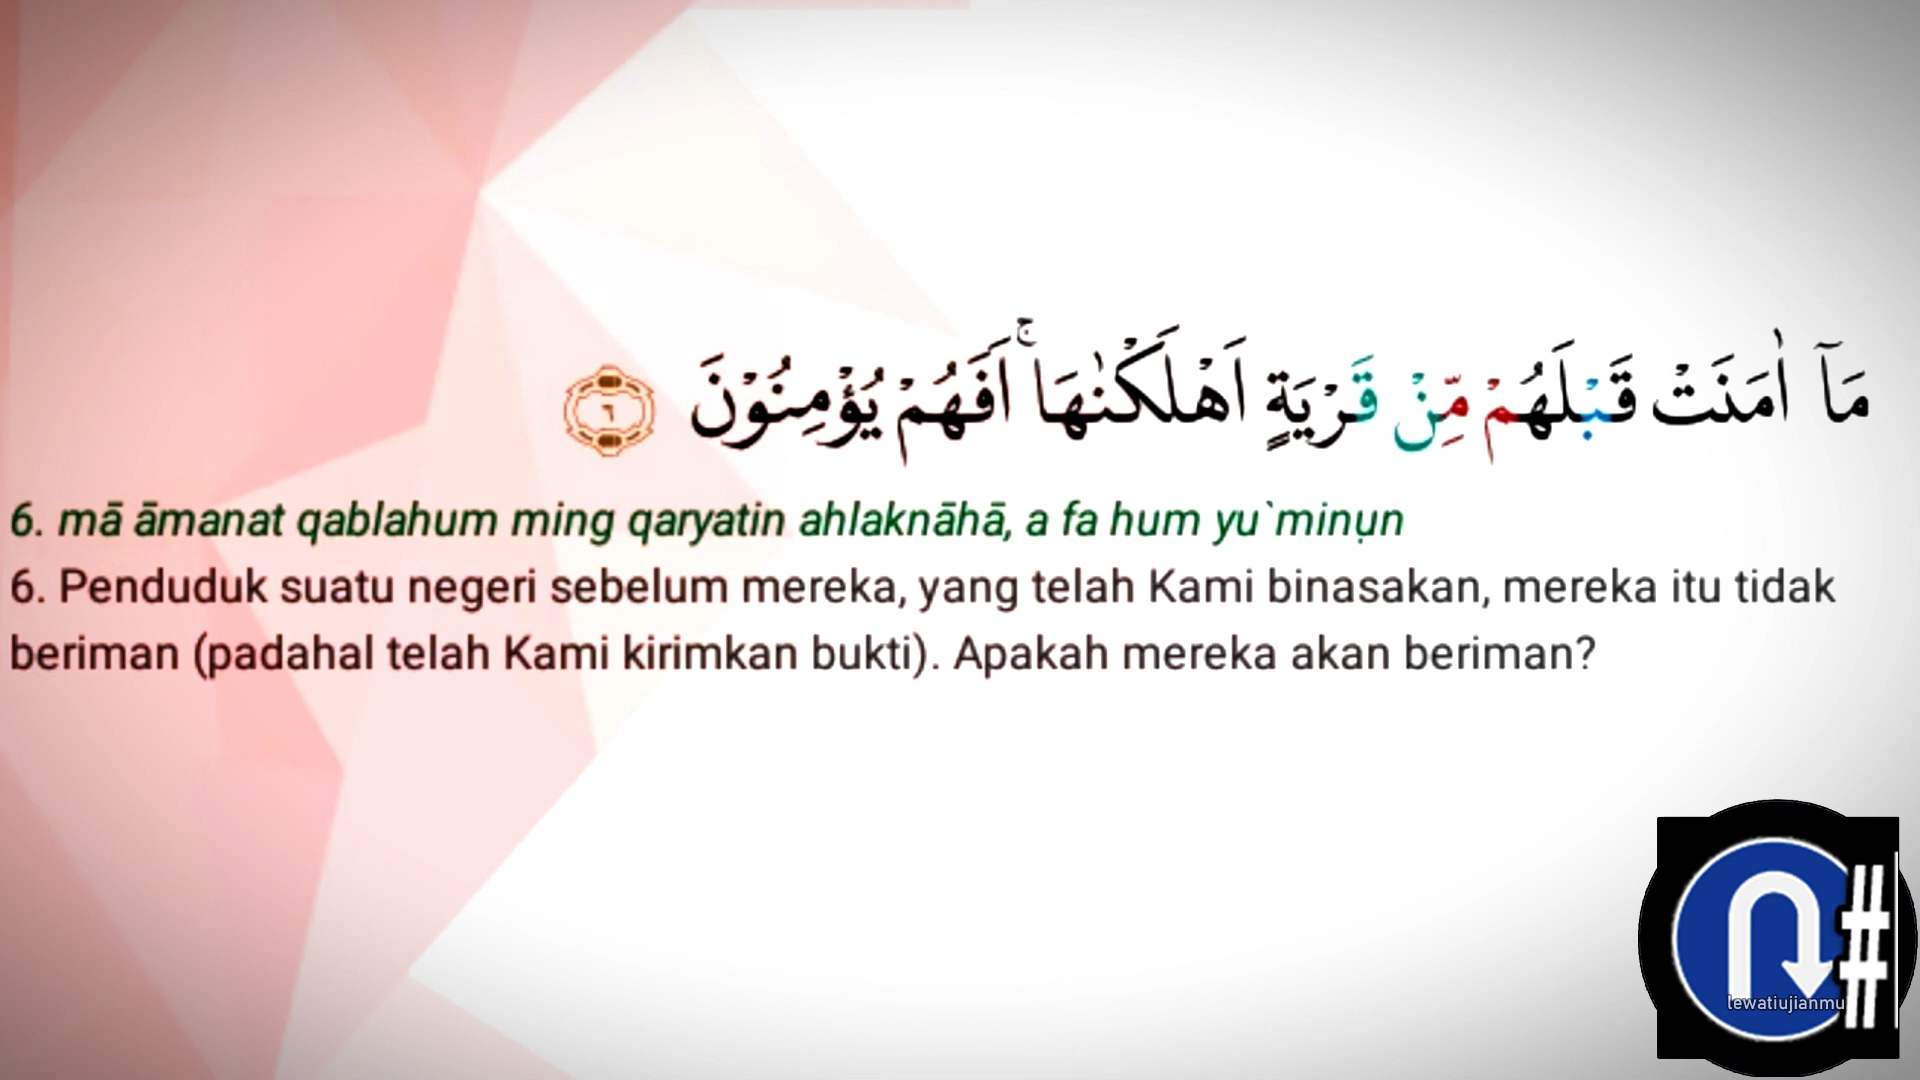 مَآ اٰمَنَتْ قَبْلَهُمْ مِّنْ قَرْيَةٍ اَهْلَكْنٰهَاۚ اَفَهُمْ يُؤْمِنُوْنَ ٦
6. mā āmanat qablahum ming qaryatin ahlaknāhā, a fa hum yu`minụn
6. Penduduk suatu negeri sebelum mereka, yang telah Kami binasakan, mereka itu tidak
beriman (padahal telah Kami kirimkan bukti). Apakah mereka akan beriman?
#
#
lewatiujianmu